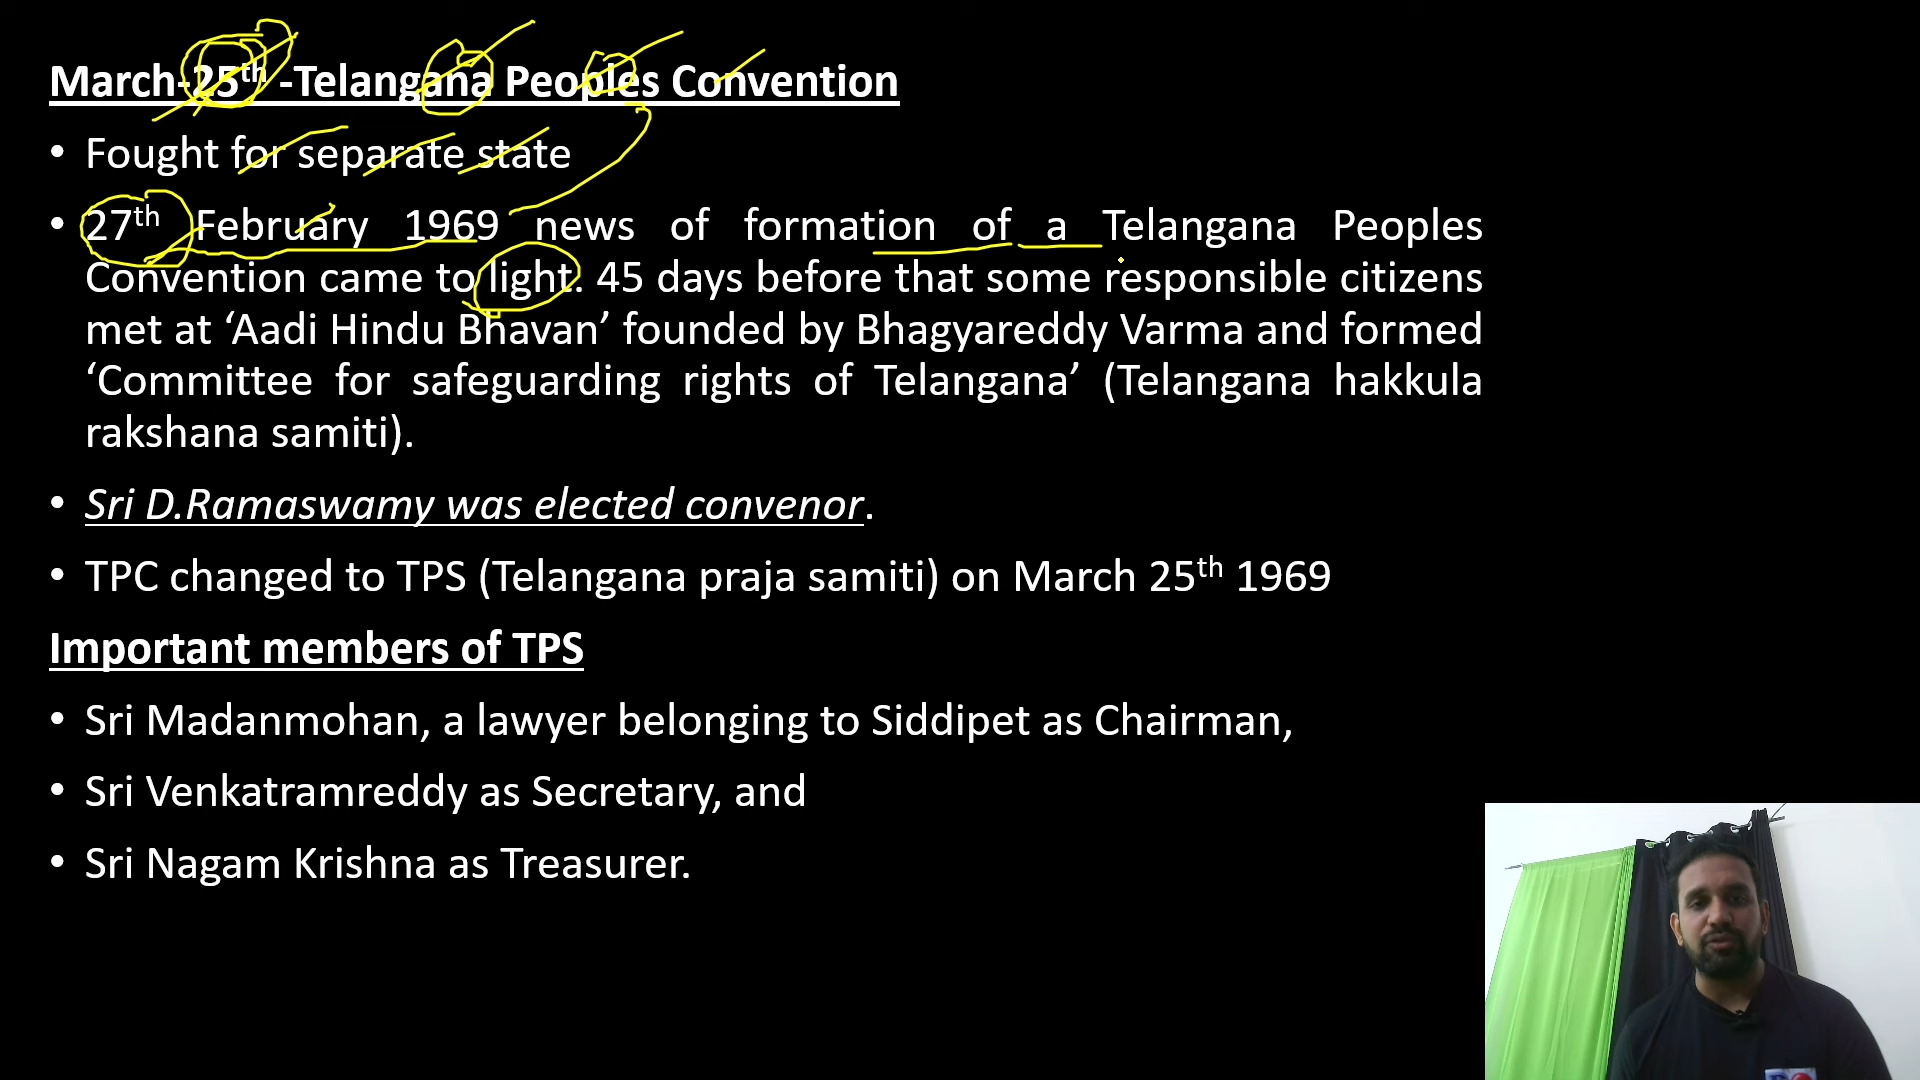 March-25th -Telangana Peoples Convention
• Fought for separate state
• 27th February 1969 news of formation of a Telangana Peoples
Convention came to light. 45 days before that some responsible citizens
met at ‘Aadi Hindu Bhavan’ founded by Bhagyareddy Varma and formed
‘Committee for safeguarding rights of Telangana’ (Telangana hakkula
rakshana samiti).
• Sri D.Ramaswamy was elected convenor.
• TPC changed to TPS (Telangana praja samiti) on March 25th 1969
Important members of TPS
• Sri Madanmohan, a lawyer belonging to Siddipet as Chairman,
• Sri Venkatramreddy as Secretary, and
• Sri Nagam Krishna as Treasurer.